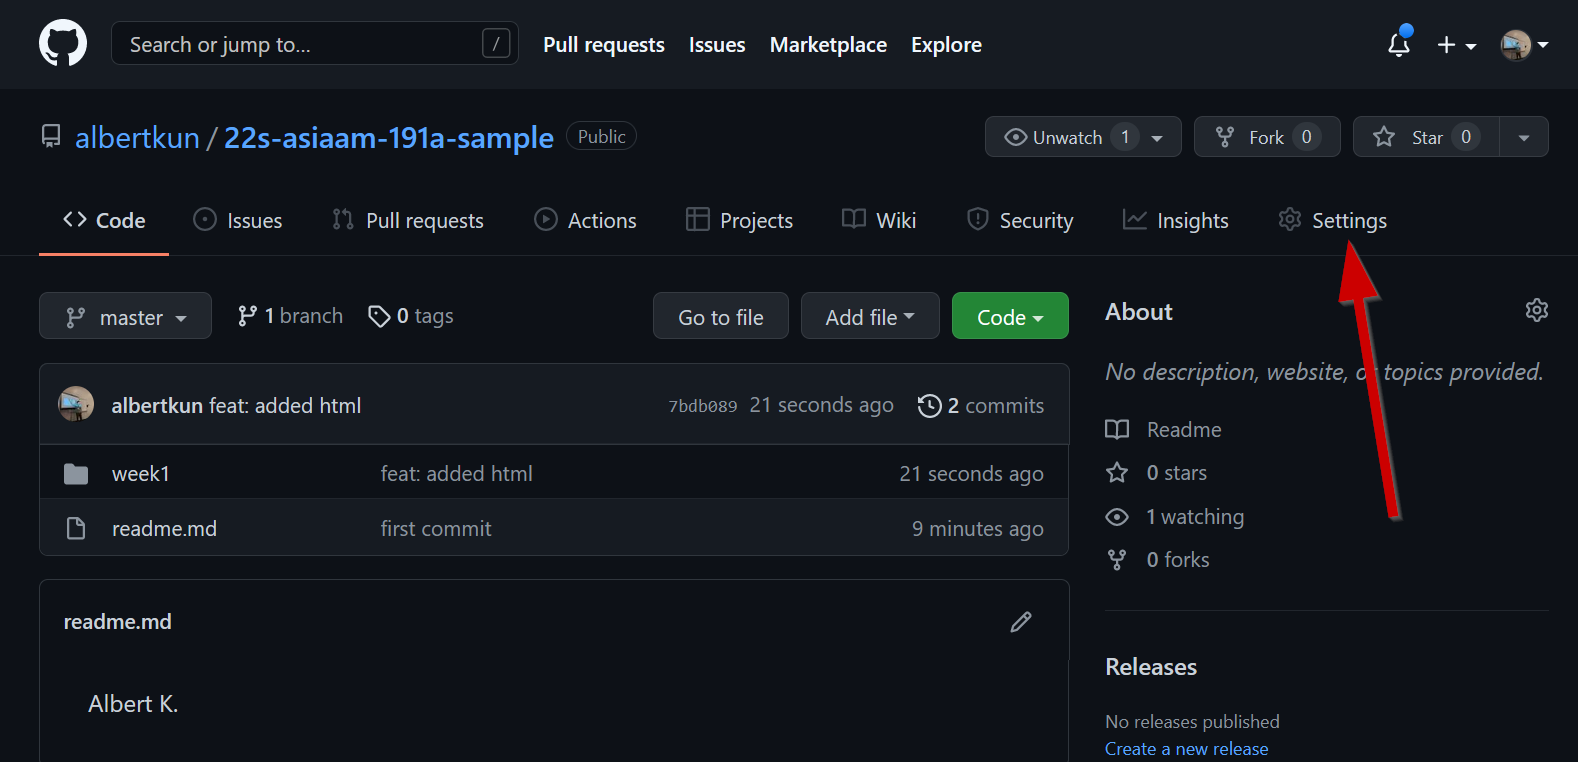 Search or jump to... /
Pull requests Issues Marketplace Explore
albertkun / 22s-asiaam-191a-sample Public
Unwatch 1 Fork 0 Star 0
Code Issues Pull requests Actions Projects Wiki Security Insights Settings
master 1 branch 0 tags Go to file Add file Code
albertkun feat: added html 7bdb089 21 seconds ago 2 commits
week1 feat: added html 21 seconds ago
readme.md first commit 9 minutes ago
readme.md
Albert K.
About
No description, website, or topics provided.
Readme
0 stars
1 watching
0 forks
Releases
No releases published
Create a new release